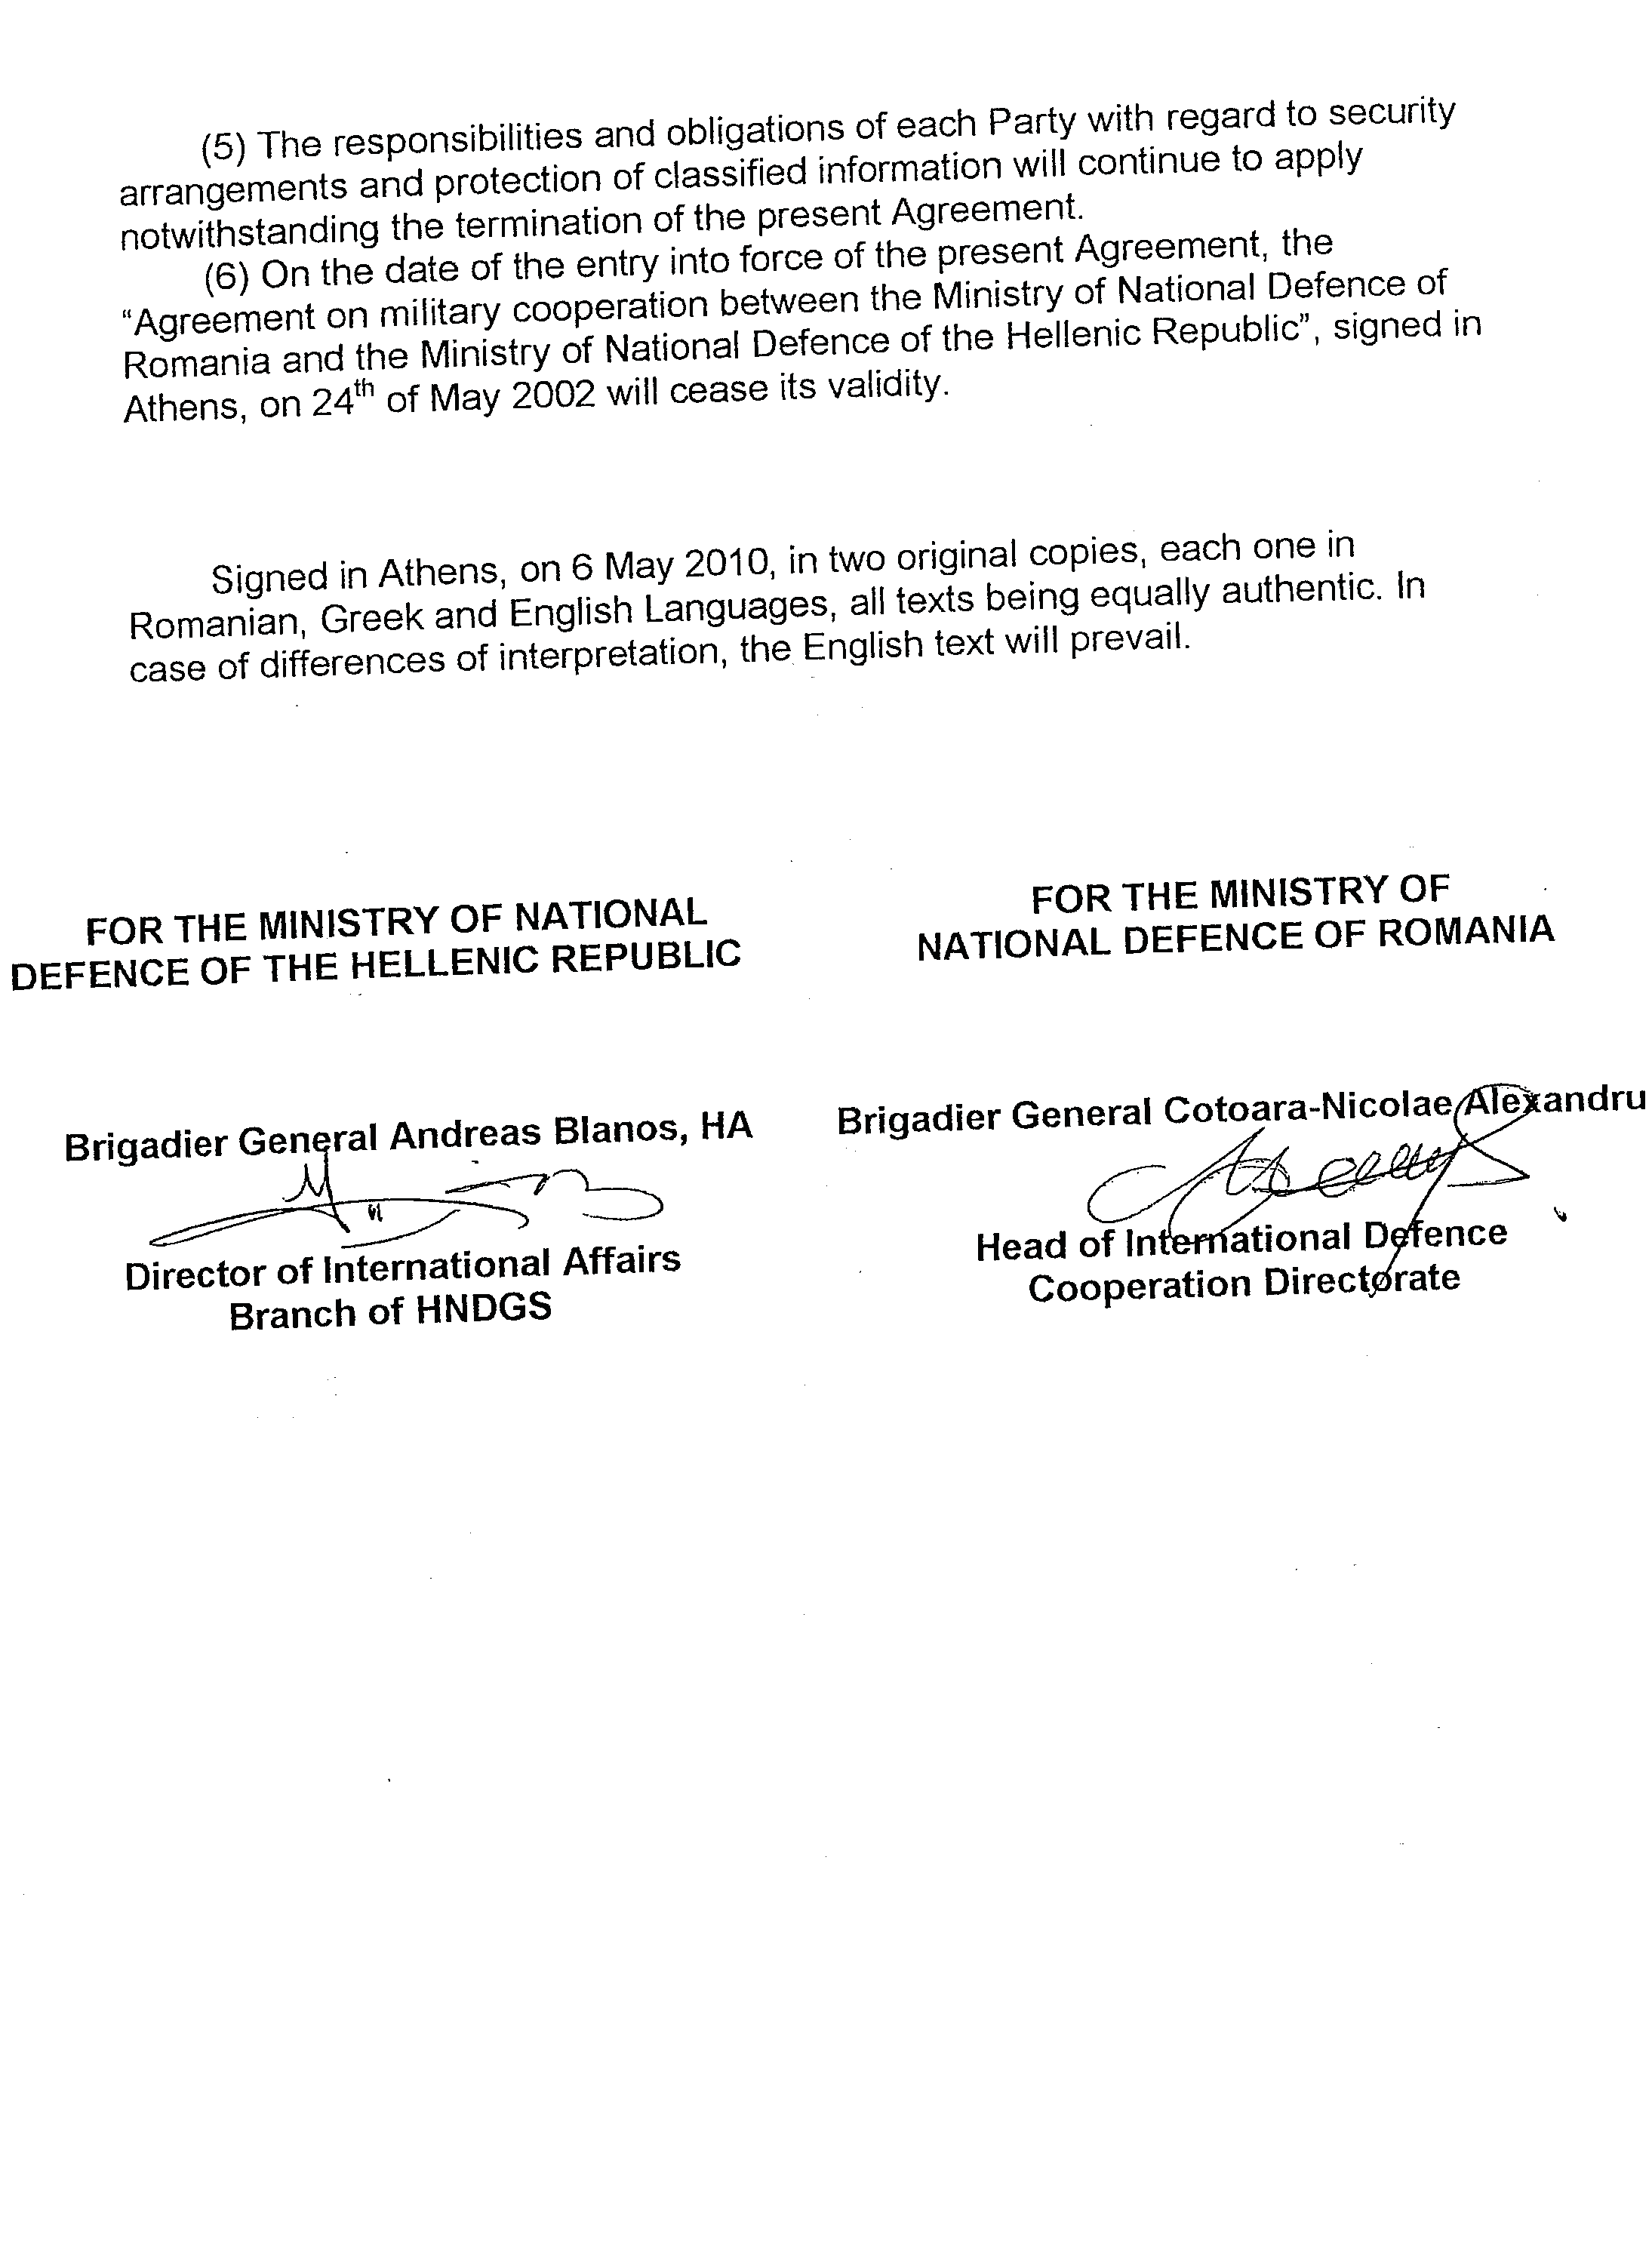 (5) The responsibilities and obligations of each Party with regard to security
arrangements and protection of classified information will continue to apply
notwithstanding the termination of the present Agreement.
(6) On the date of the entry into force of the present Agreement, the
“Agreement on military cooperation between the Ministry of National Defence of
Romania and the Ministry of National Defence of the Hellenic Republic”, signed in
Athens, on 24th of May 2002 will cease its validity.
Signed in Athens, on 6 May 2010, in two original copies, each one in
Romanian, Greek and English Languages, all texts being equally authentic. In
case of differences of interpretation, the English text will prevail.
FOR THE MINISTRY OF NATIONAL
DEFENCE OF THE HELLENIC REPUBLIC
Brigadier General Andreas Blanos, HA
Director of International Affairs
Branch of HNDGS
FOR THE MINISTRY OF
NATIONAL DEFENCE OF ROMANIA
Brigadier General Cotoara-Nicolae Alexandru
Head of International Defence
Cooperation Directorate